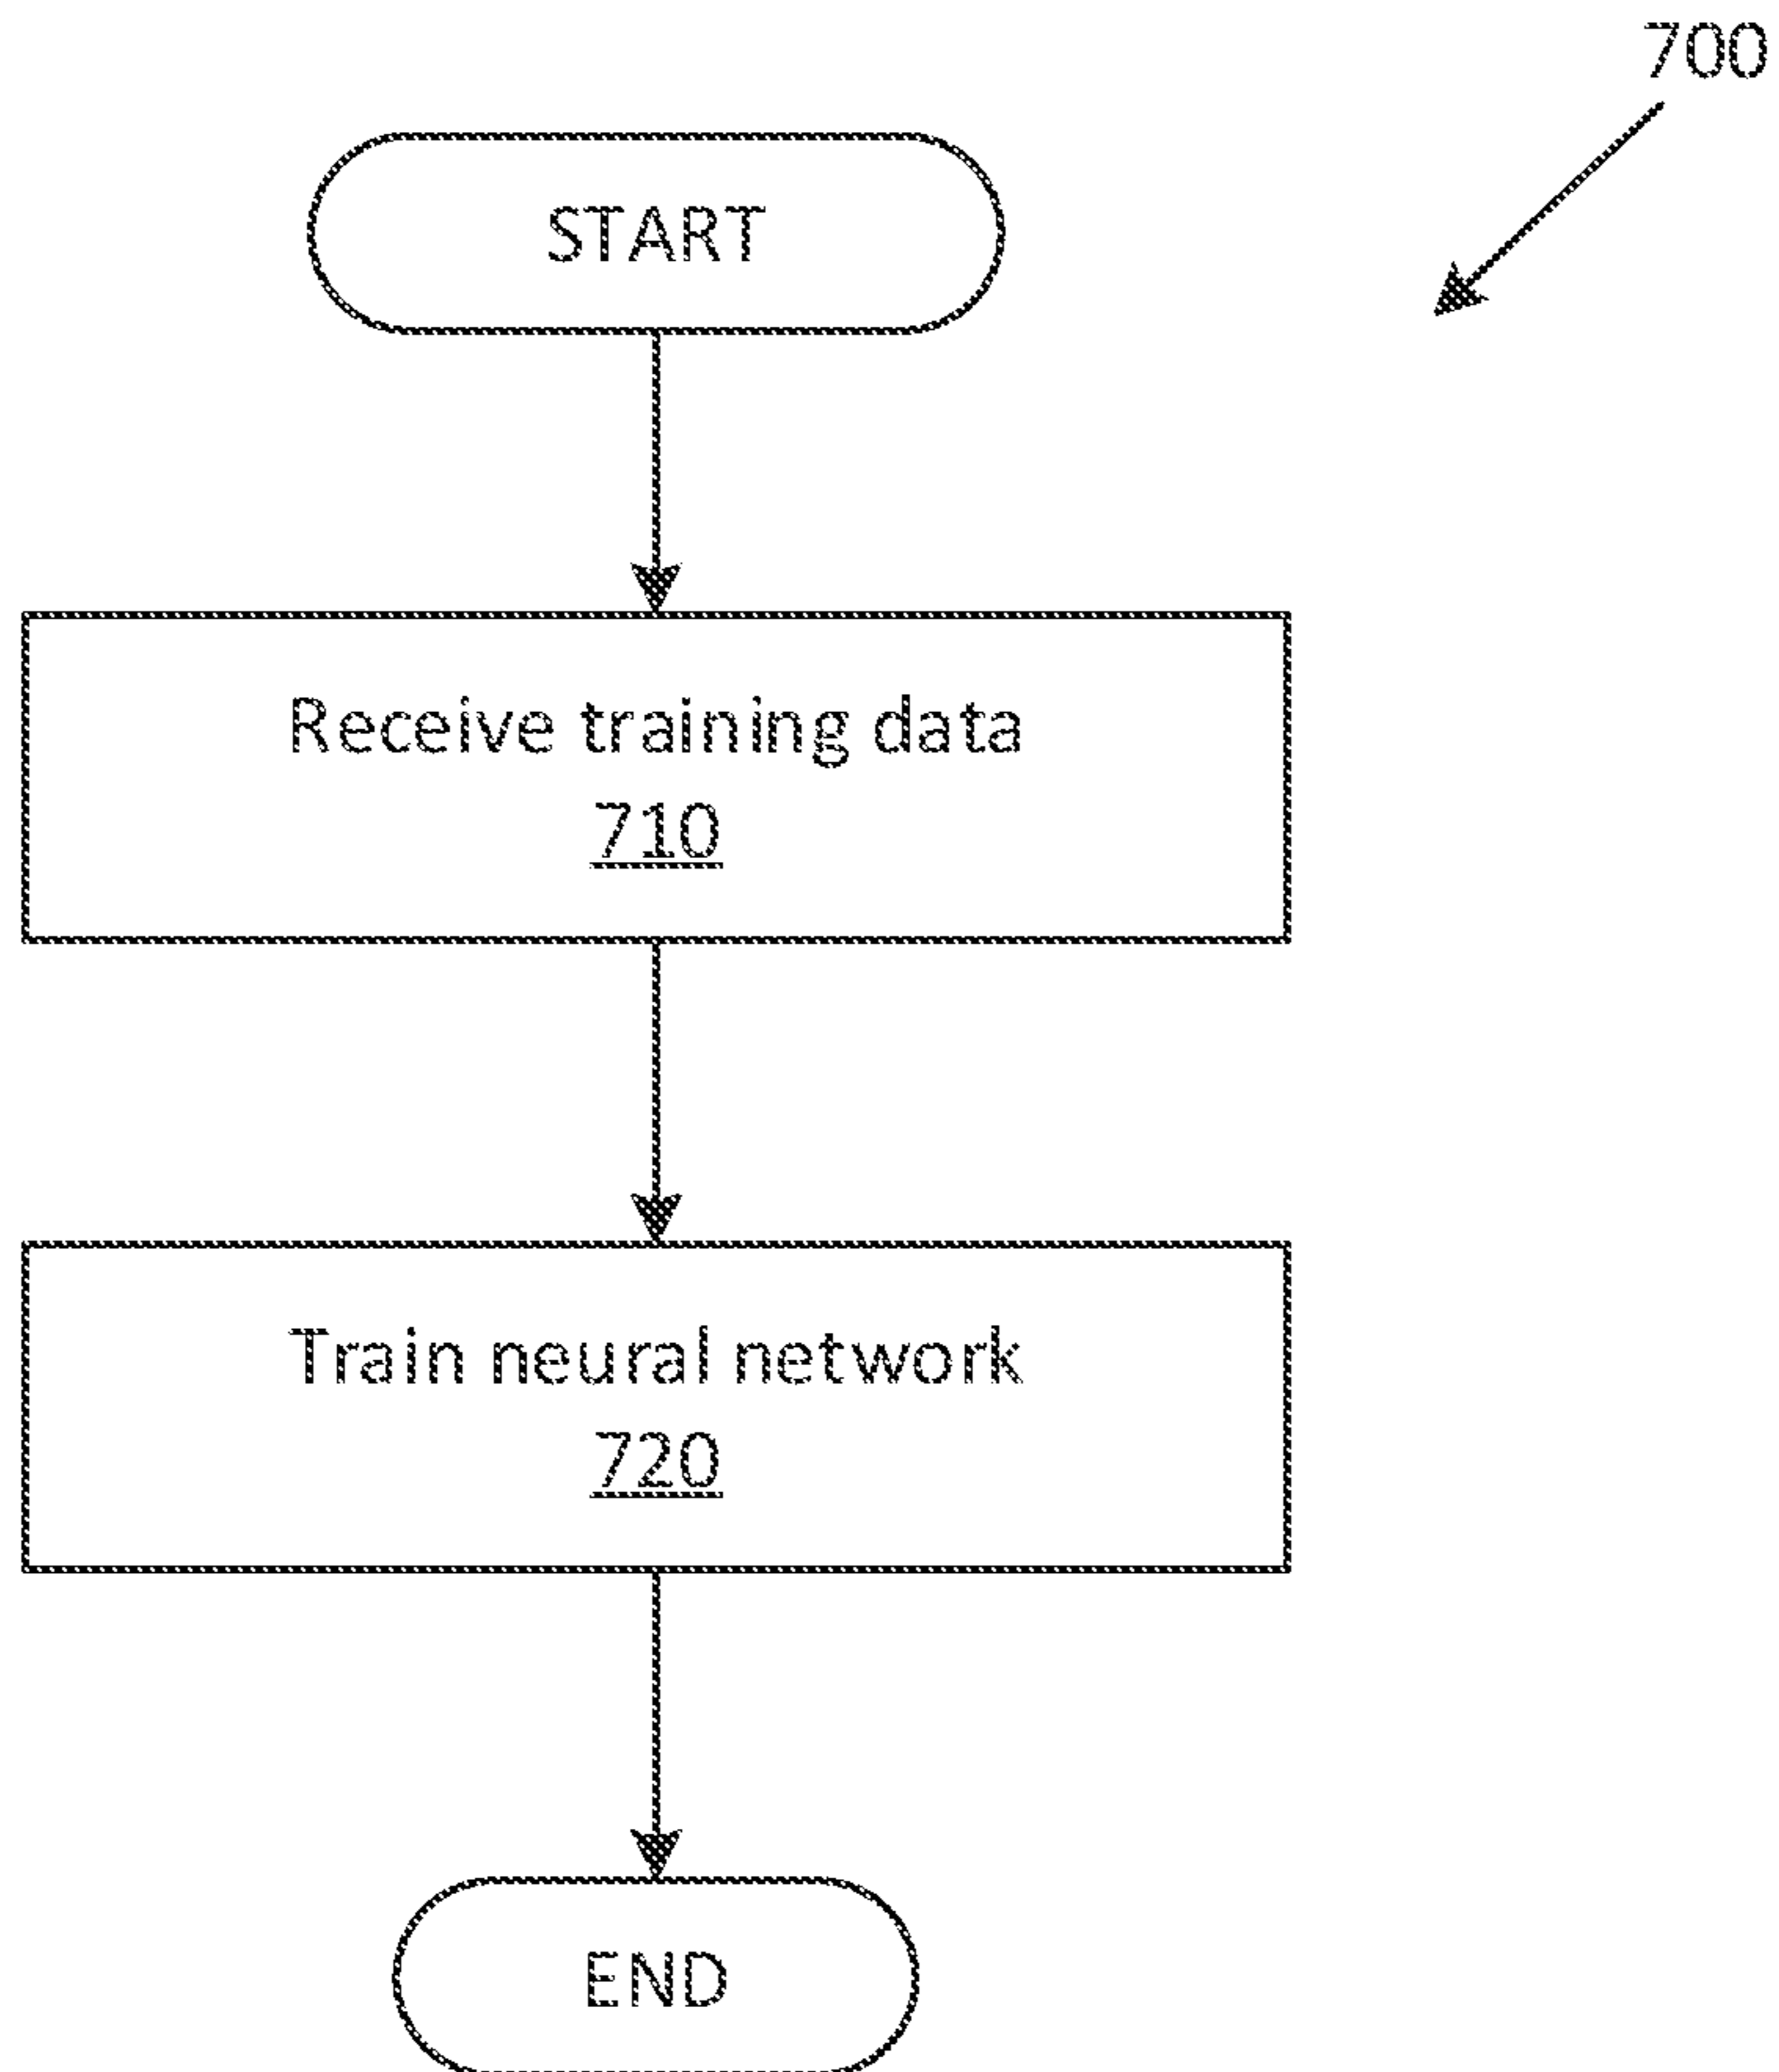 700
START
Receive training data
710
Train neural network
720
END